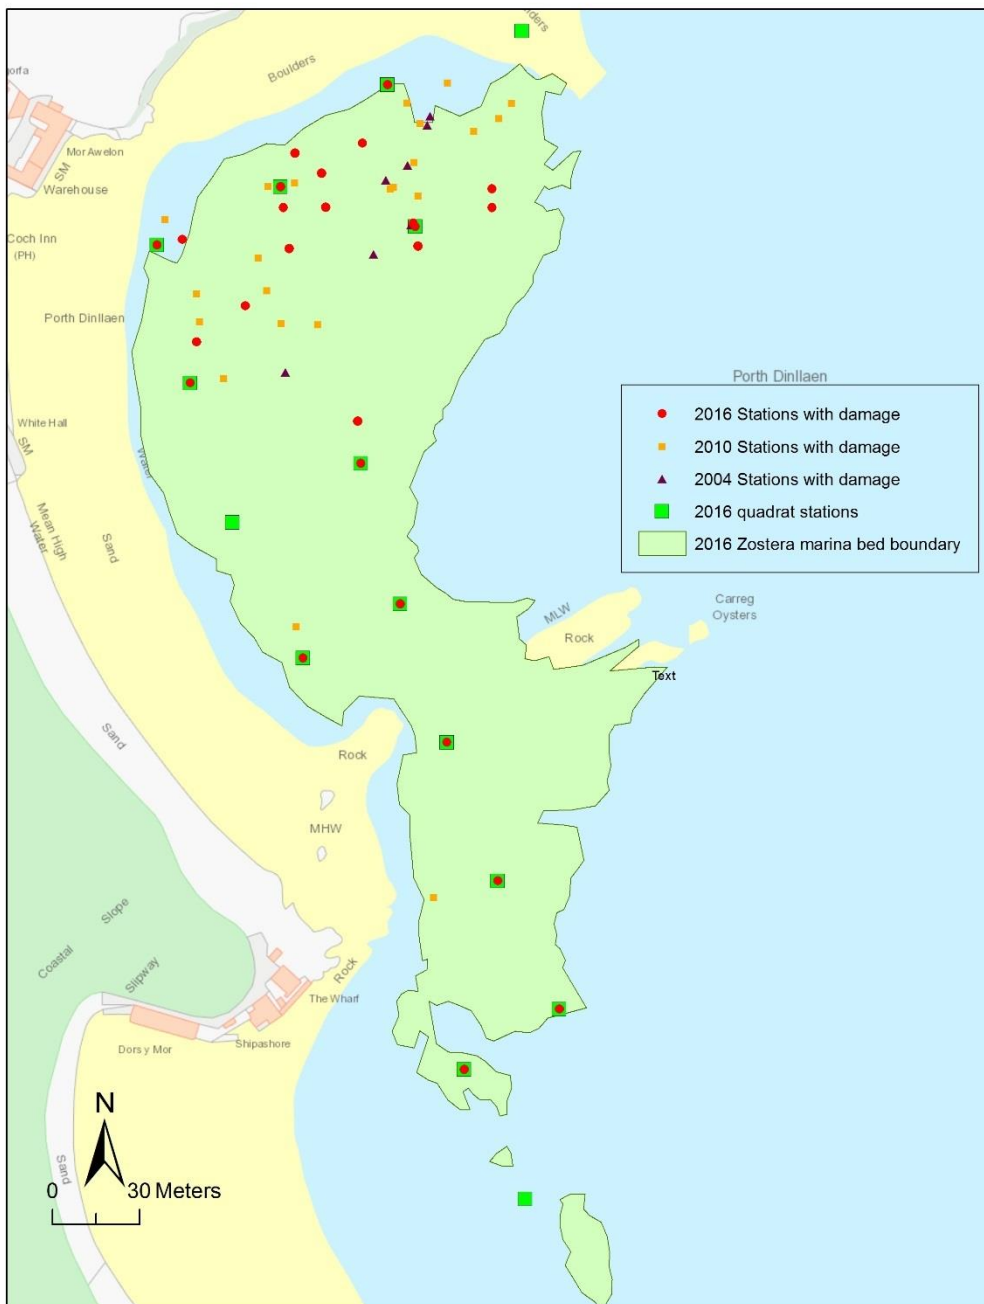 Boulders
Mor Awelon
SM
Warehouse
Coch Inn
(PH)
Porth Dinllaen
Porth Dinllaen
2016 Stations with damage
2010 Stations with damage
2004 Stations with damage
2016 quadrat stations
2016 Zostera marina bed boundary
White Hall
SM
Water
Mean High
Water
Sand
MLW
Rock
Carreg
Oysters
Text
Sand
Rock
MHW
Slope
Coastal
Slipway
Rock
The Wharf
Dorsy Mor
Shipashore
N
Sand
0 30 Meters